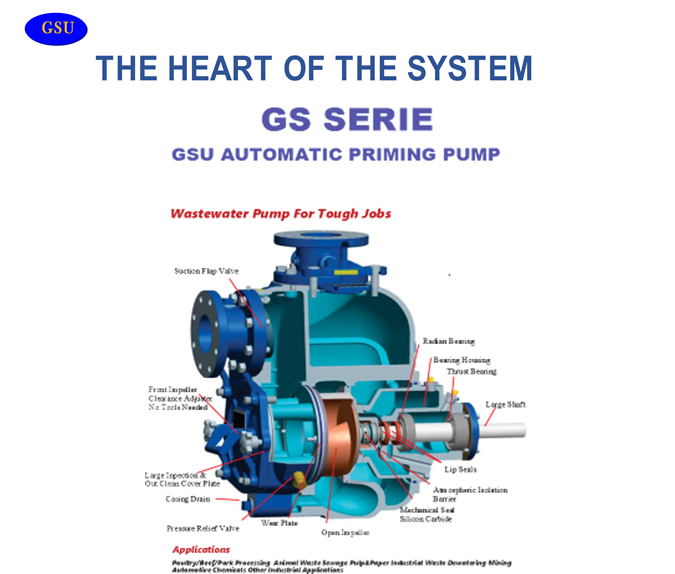 GSU
THE HEART OF THE SYSTEM
GS SERIE
GSU AUTOMATIC PRIMING PUMP
Wastewater Pump For Tough Jobs
Suction Flap Valve
Radian Bearing
Bearing Housing
Thrust Bearing
Front Impeller
Clearance Adjuster
No Tools Needed
Large Shaft
Lip Seals
Large Inpection &
Out Clean Cover Plate
Atmorpheric Isolation
Barrier
Casing Drain
Mechanical Seal
Silicon Carbide
Pressure Relief Valve
Wear Plate
Open Impeller
Applications
Poultry/Beef/Pork Processing Animal Waste Sewage Pulp&Paper Industrial Waste Dewatering Mining
Automotive Chemicals Other Industrial Applications